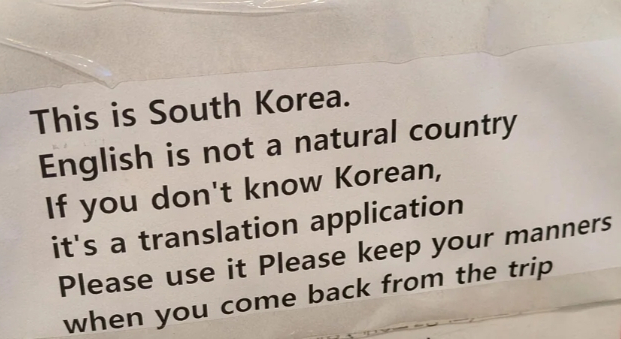 This is South Korea.
English is not a natural country
If you don't know Korean,
it's a translation application
Please use it Please keep your manners
when you come back from the trip